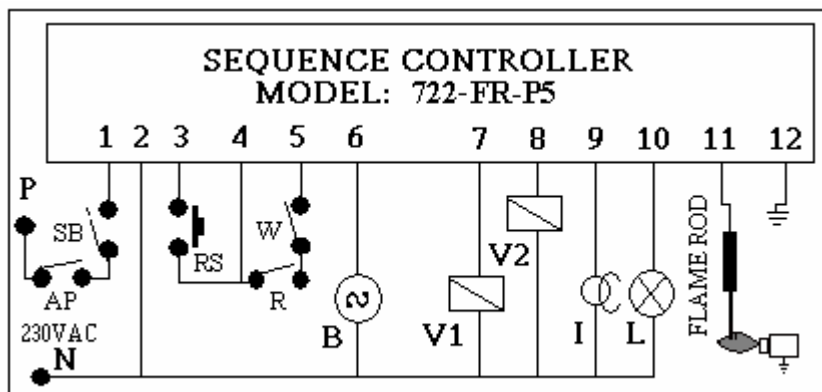 SEQUENCE CONTROLLER
MODEL: 722-FR-P5
1 2 3 4 5 6 7 8 9 10 11 12
P
SB
AP
RS
W
R
B
V1
V2
I
L
FLAME ROD
230VAC
N